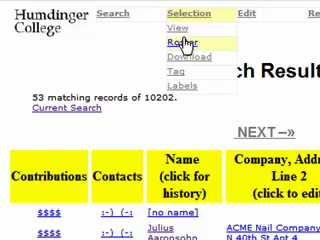 Humdinger College
Search
Selection
Edit
Re
View
Roster
Download
Tag
Labels
ch Result
53 matching records of 10202.
Current Search
NEXT –»
Contributions
Contacts
Name
(click for
history)
Company, Addr
Line 2
(click to edit
$$$$
:-) (-:
[no name]
$$$$
:-) (-:
Julius
Aaronsohn
ACME Nail Company
N 40th St Apt 4